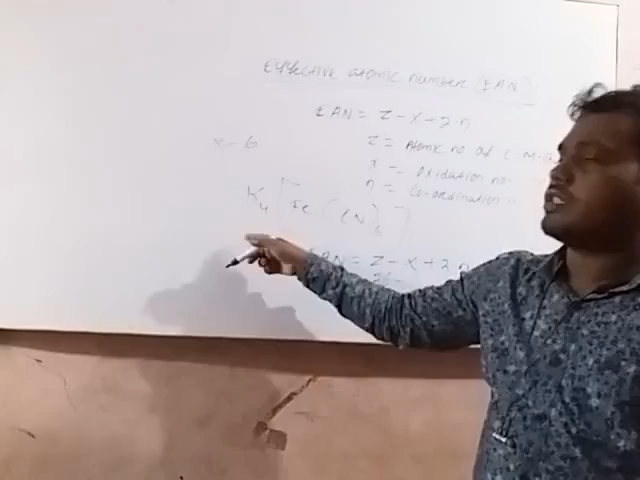 Effective atomic number (EAN)
EAN = Z - x + 2n
x - 6
Z = Atomic no of C.M.
x = Oxidation no.
n = Co-ordination
K4 [Fe (CN)6]
EAN = Z - x + 2n
26 -